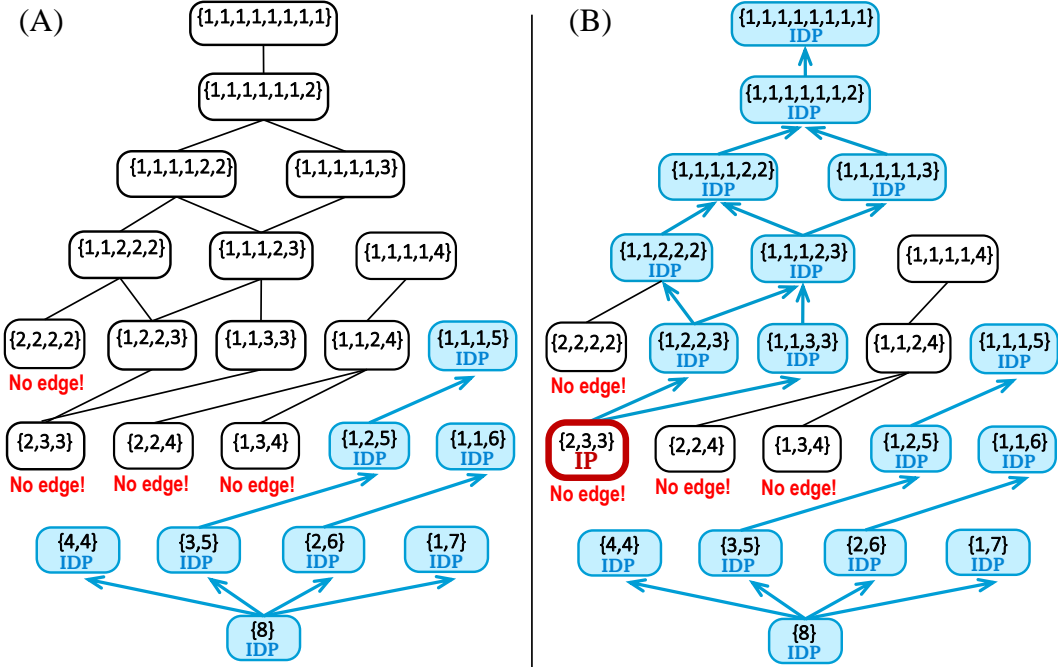 (A)
{1,1,1,1,1,1,1,1}
{1,1,1,1,1,1,2}
{1,1,1,1,2,2}
{1,1,1,1,1,3}
{1,1,2,2,2}
{1,1,1,2,3}
{1,1,1,1,4}
{2,2,2,2}
No edge!
{1,2,2,3}
{1,1,3,3}
{1,1,2,4}
{1,1,1,5}
IDP
{2,3,3}
No edge!
{2,2,4}
No edge!
{1,3,4}
No edge!
{1,2,5}
IDP
{1,1,6}
IDP
{4,4}
IDP
{3,5}
IDP
{2,6}
IDP
{1,7}
IDP
{8}
IDP
(B)
{1,1,1,1,1,1,1,1}
IDP
{1,1,1,1,1,1,2}
IDP
{1,1,1,1,2,2}
IDP
{1,1,1,1,1,3}
IDP
{1,1,2,2,2}
IDP
{1,1,1,2,3}
IDP
{1,1,1,1,4}
{2,2,2,2}
No edge!
{1,2,2,3}
IDP
{1,1,3,3}
IDP
{1,1,2,4}
{1,1,1,5}
IDP
{2,3,3}
IP
No edge!
{2,2,4}
No edge!
{1,3,4}
No edge!
{1,2,5}
IDP
{1,1,6}
IDP
{4,4}
IDP
{3,5}
IDP
{2,6}
IDP
{1,7}
IDP
{8}
IDP